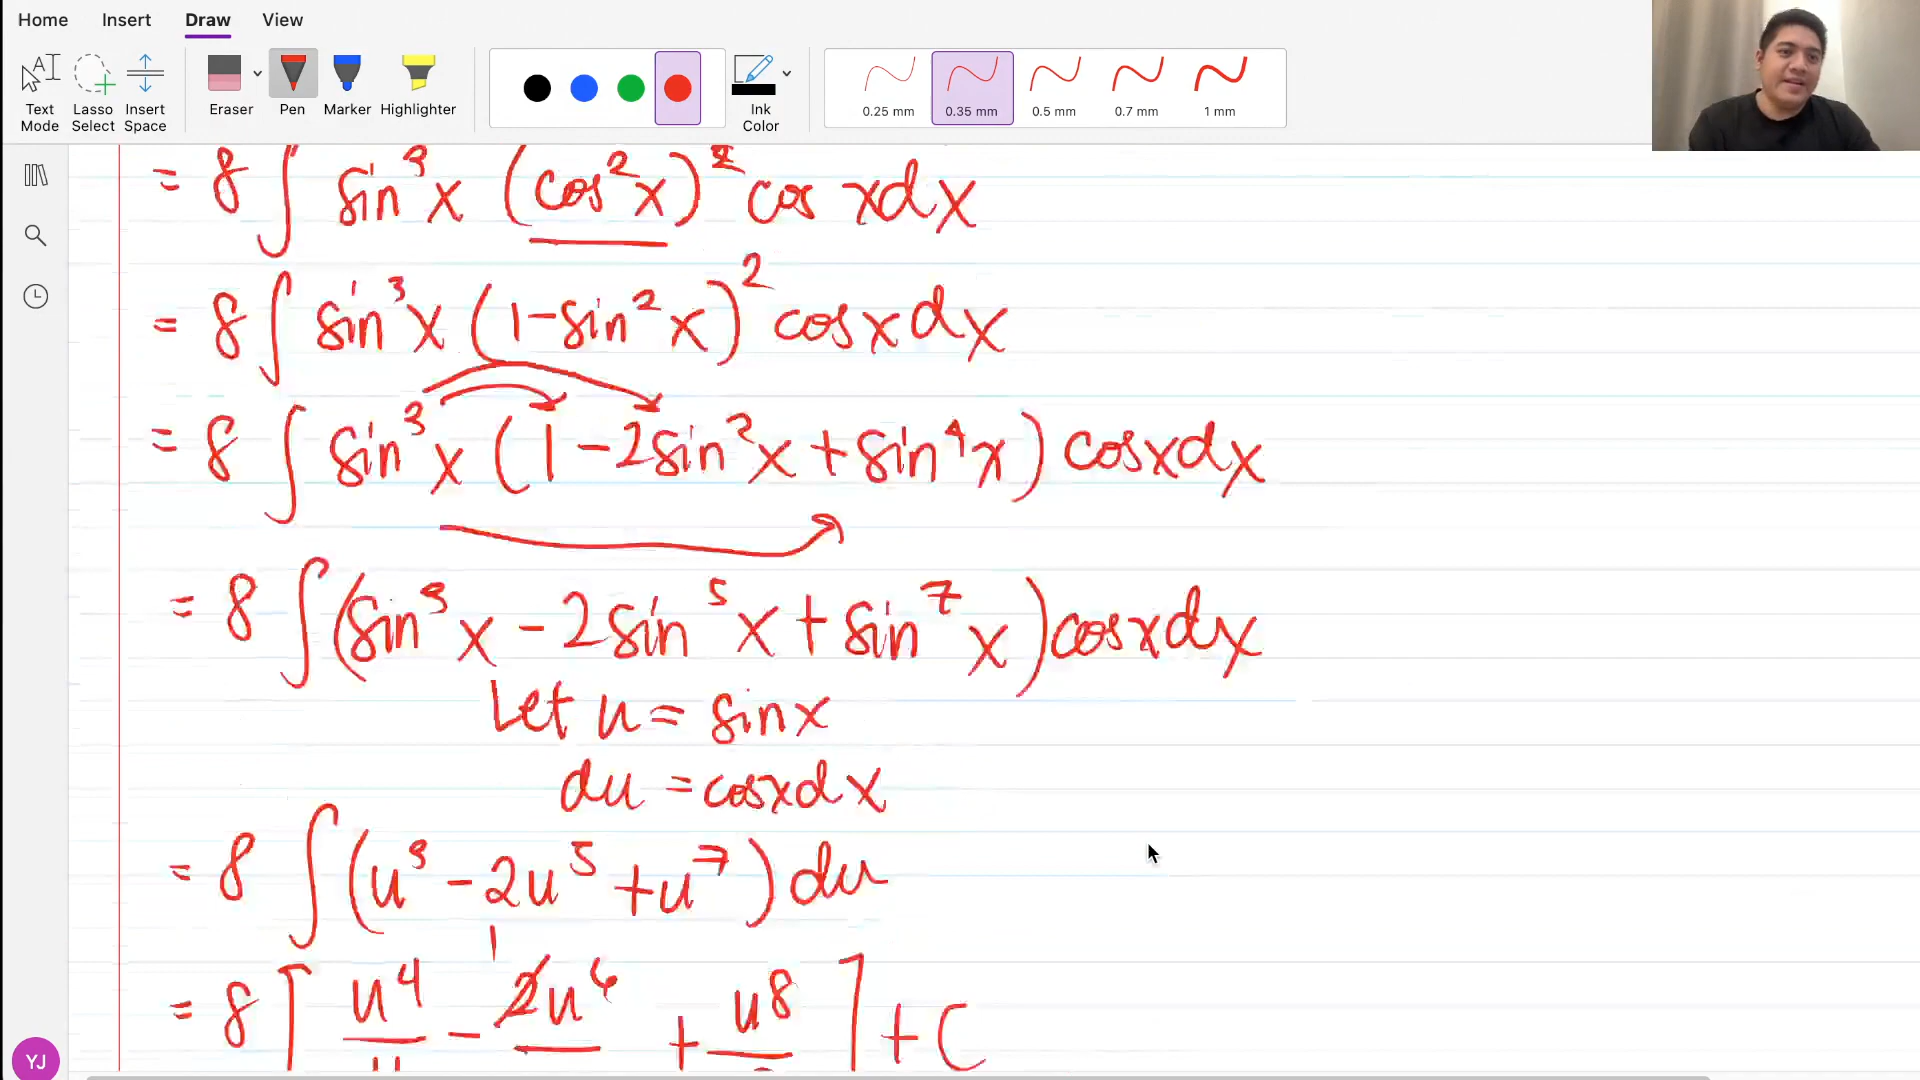 Home Insert Draw View
Text Mode Lasso Select Insert Space Eraser Pen Marker Highlighter Ink Color 0.25 mm 0.35 mm 0.5 mm 0.7 mm 1 mm
= 8 ∫ sin³x (cos²x)² cos x dx
= 8 ∫ sin³x (1 - sin²x)² cos x dx
= 8 ∫ sin³x (1 - 2sin²x + sin⁴x) cos x dx
= 8 ∫ (sin³x - 2sin⁵x + sin⁷x) cos x dx
Let u = sin x
du = cos x dx
= 8 ∫ (u³ - 2u⁵ + u⁷) du
1
= 8 [ u⁴ - 2u⁶ + u⁸ ] + C
YJ